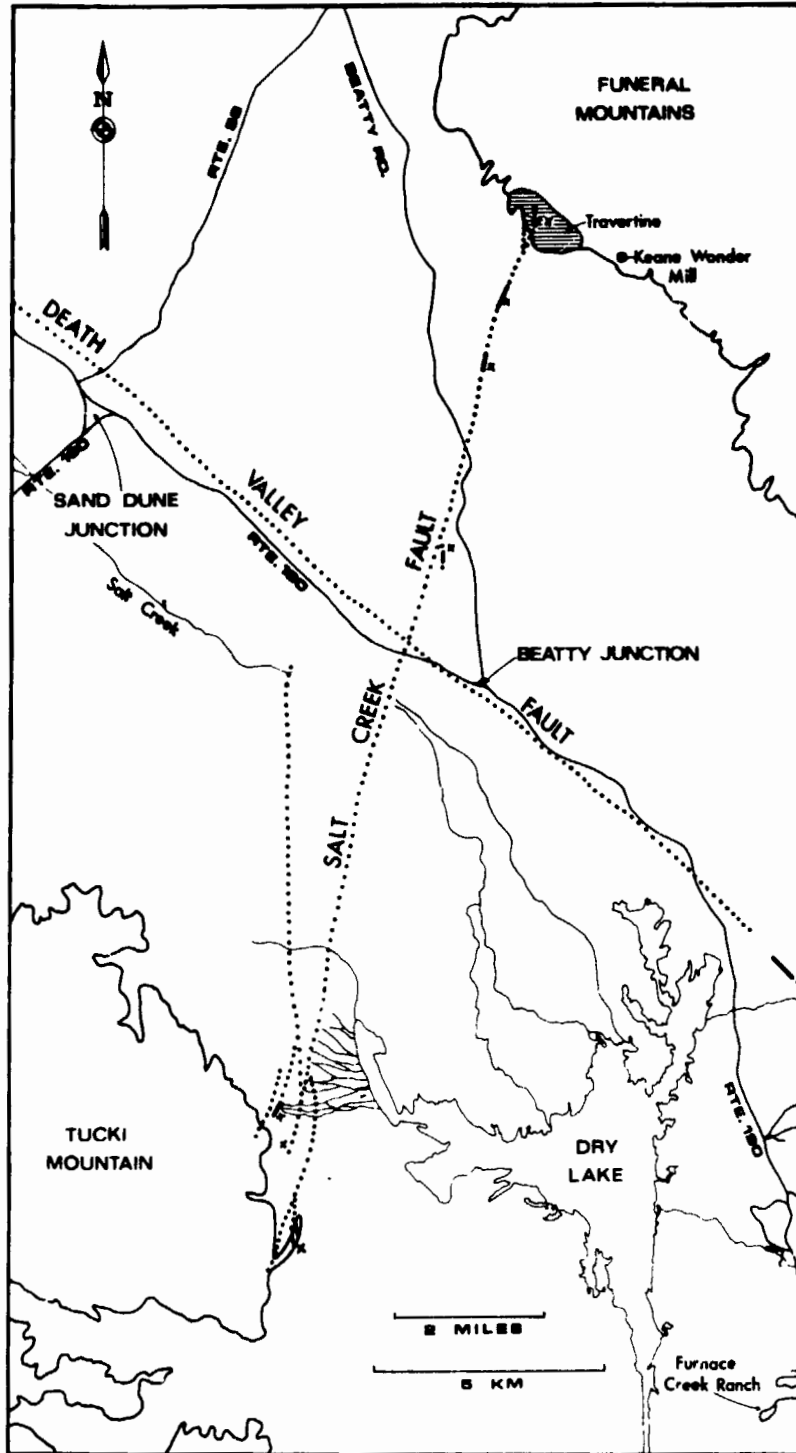 N
RTE. 58
BEATTY RD.
FUNERAL
MOUNTAINS
Travertine
Keane Wonder
Mill
DEATH
VALLEY
FAULT
RTE. 190
SAND DUNE
JUNCTION
RTE. 190
FAULT
Salt Creek
BEATTY JUNCTION
CREEK
SALT
TUCKI
MOUNTAIN
DRY
LAKE
RTE. 190
2 MILES
5 KM
Furnace
Creek Ranch